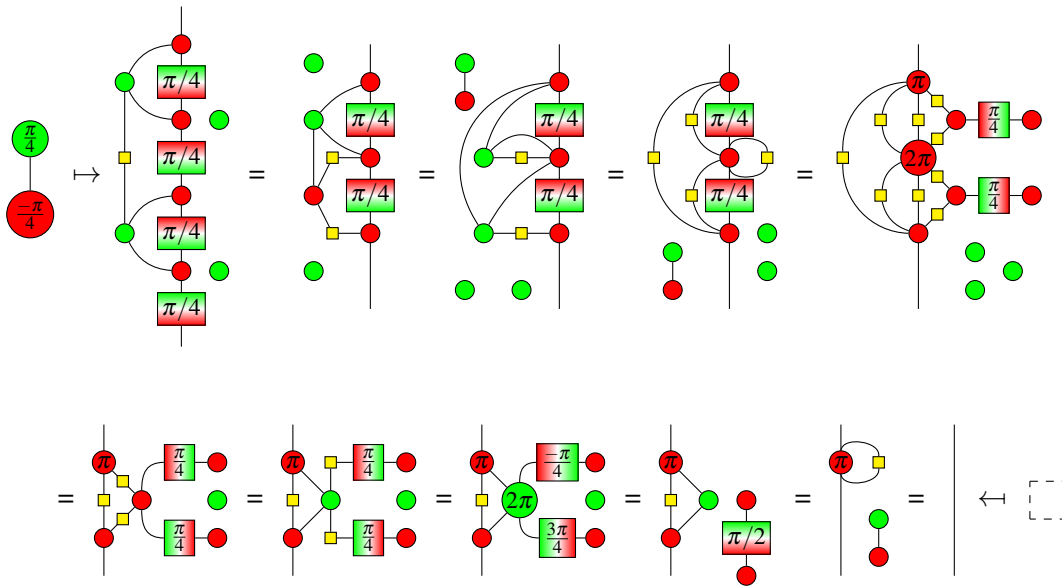 π/4 ↦ π/4 = π/4 = π/4 = π/4 = π
-π/4 π/4 π/4 π/4 π/4 2π π/4
π/4 π/4
π/4
= π π/4 = π π/4 = π -π/4 = π = π = ↤
2π
π/4 π/4 3π/4 π/2